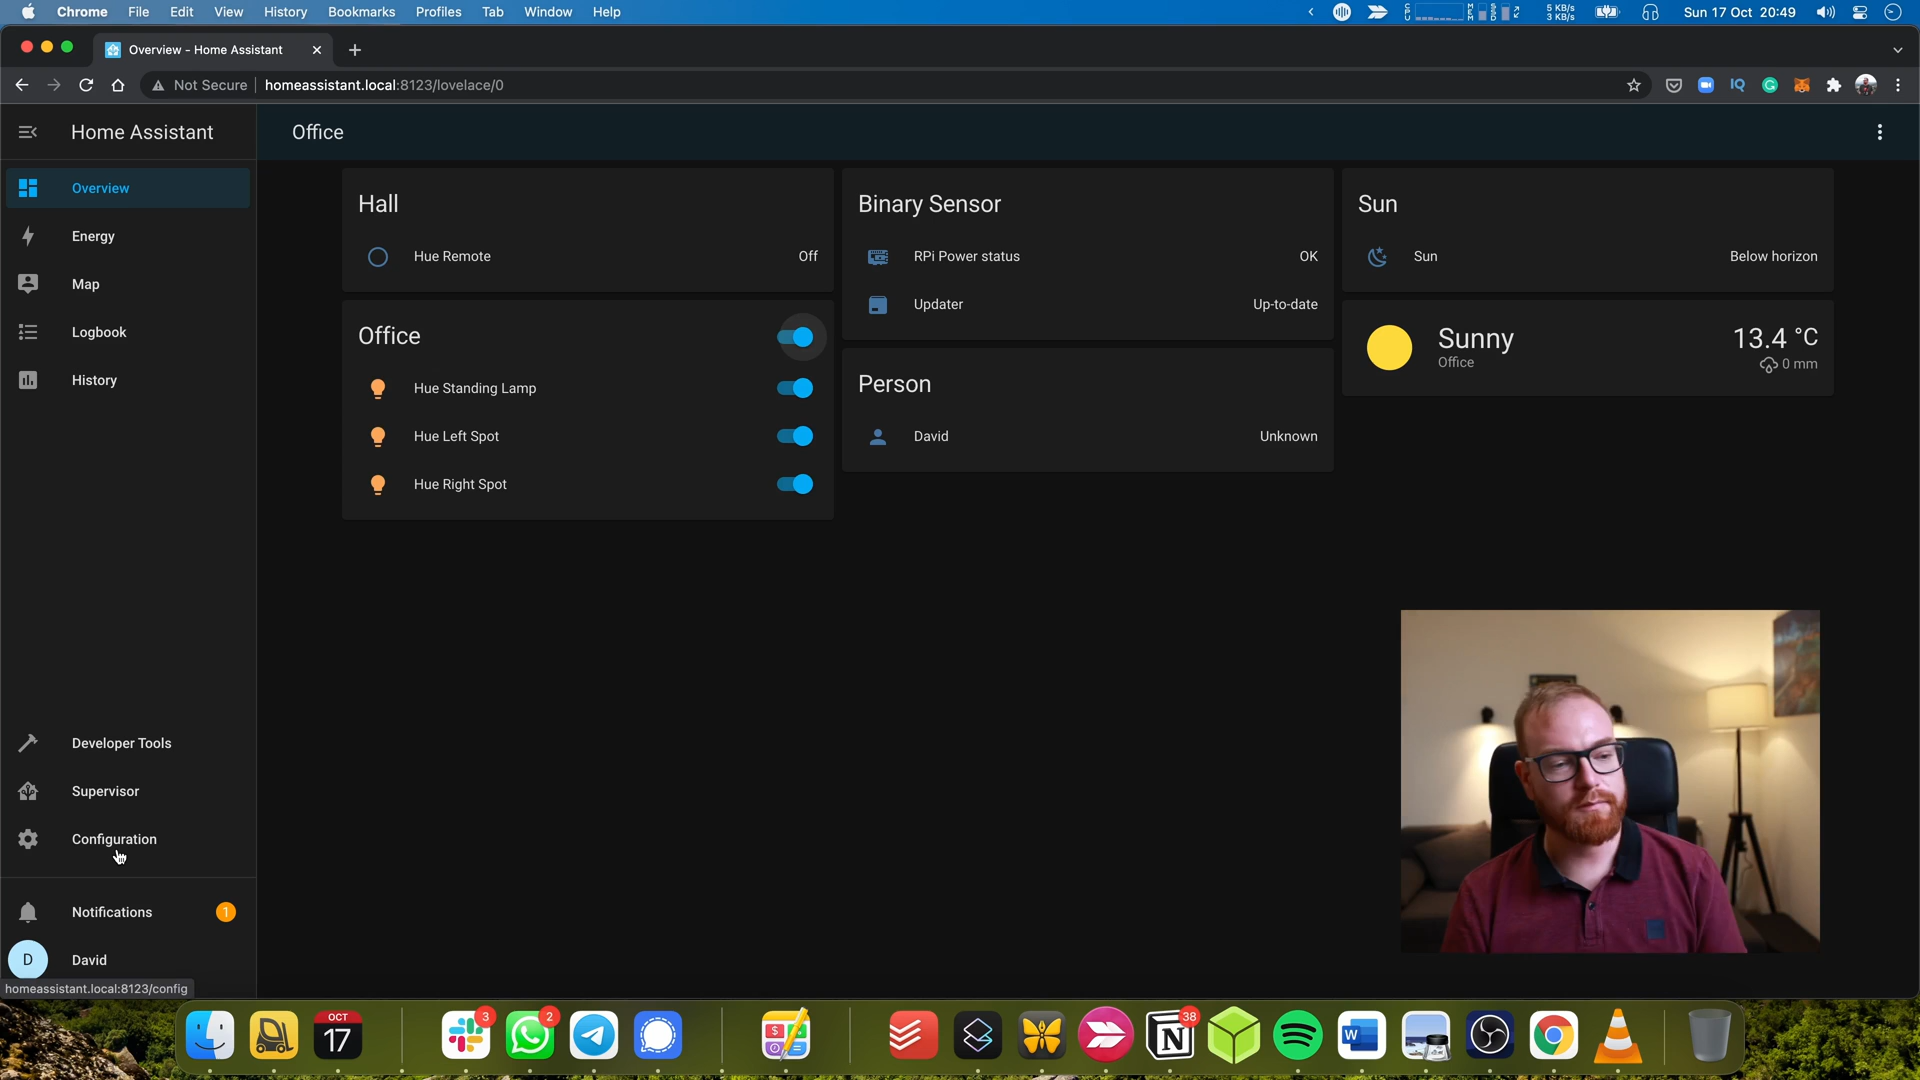 Chrome File Edit View History Bookmarks Profiles Tab Window Help
5 KB/s
3 KB/s
Sun 17 Oct 20:49
Overview - Home Assistant
Not Secure homeassistant.local:8123/lovelace/0
Home Assistant
Office
Overview
Energy
Map
Logbook
History
Developer Tools
Supervisor
Configuration
Notifications 1
D David
homeassistant.local:8123/config
Hall
Hue Remote Off
Office
Hue Standing Lamp
Hue Left Spot
Hue Right Spot
Binary Sensor
RPi Power status OK
Updater Up-to-date
Person
David Unknown
Sun
Sun Below horizon
Sunny 13.4 °C
Office 0 mm
OCT
17
3
2
38